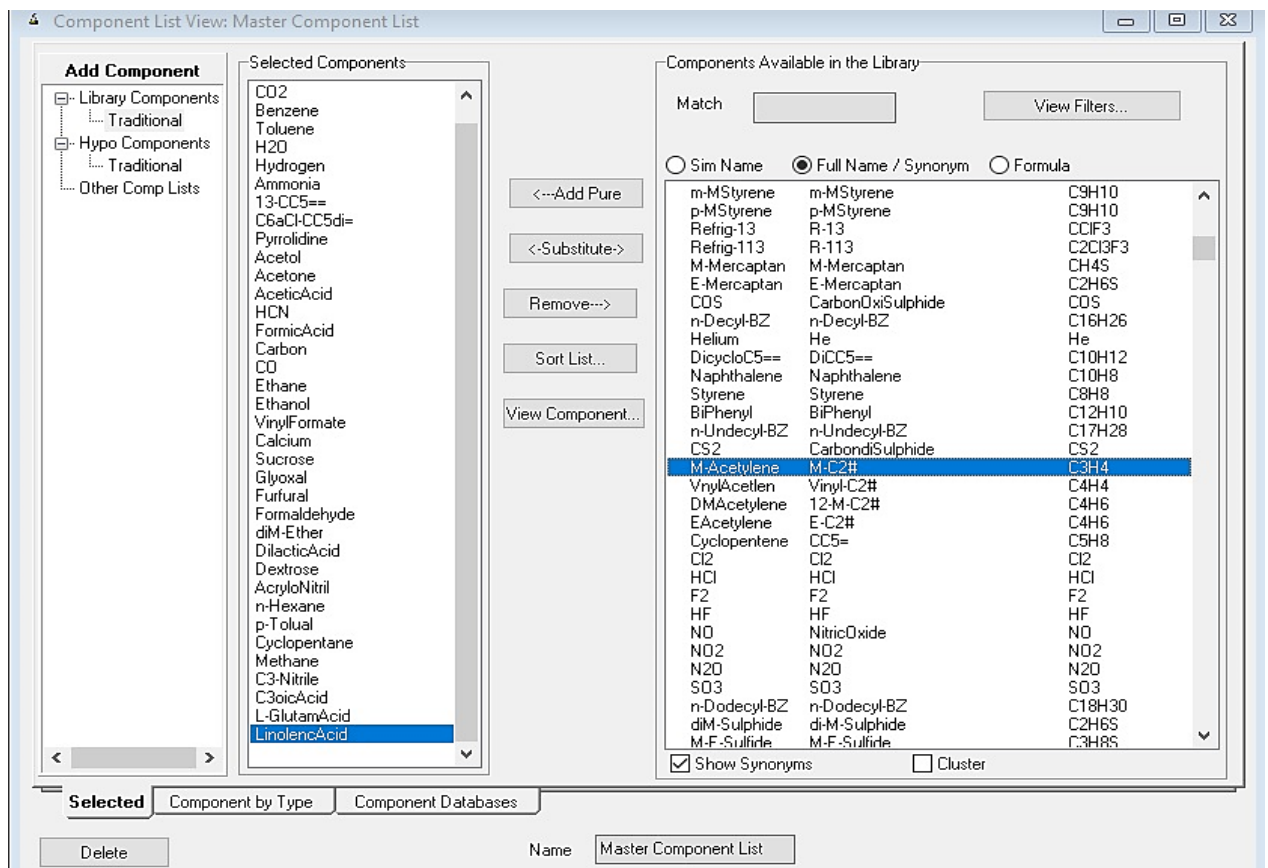 Component List View: Master Component List
Add Component
Library Components
Traditional
Hypo Components
Traditional
Other Comp Lists
Selected Components
CO2
Benzene
Toluene
H2O
Hydrogen
Ammonia
13-CC5==
C6aCl-CC5di=
Pyrrolidine
Acetol
Acetone
AceticAcid
HCN
FormicAcid
Carbon
CO
Ethane
Ethanol
VinylFormate
Calcium
Sucrose
Glyoxal
Furfural
Formaldehyde
diM-Ether
DilacticAcid
Dextrose
AcryloNitril
n-Hexane
p-Tolual
Cyclopentane
Methane
C3-Nitrile
C3oicAcid
L-GlutamAcid
LinolencAcid
<---Add Pure
<-Substitute->
Remove--->
Sort List...
View Component...
Components Available in the Library
Match
View Filters...
Sim Name Full Name / Synonym Formula
m-MStyrene m-MStyrene C9H10
p-MStyrene p-MStyrene C9H10
Refrig-13 R-13 CClF3
Refrig-113 R-113 C2Cl3F3
M-Mercaptan M-Mercaptan CH4S
E-Mercaptan E-Mercaptan C2H6S
COS CarbonOxiSulphide COS
n-Decyl-BZ n-Decyl-BZ C16H26
Helium He He
DicycloC5== DiCC5== C10H12
Naphthalene Naphthalene C10H8
Styrene Styrene C8H8
BiPhenyl BiPhenyl C12H10
n-Undecyl-BZ n-Undecyl-BZ C17H28
CS2 CarbondiSulphide CS2
M-Acetylene M-C2# C3H4
VnylAcetlen Vinyl-C2# C4H4
DMAcetylene 12-M-C2# C4H6
EAcetylene E-C2# C4H6
Cyclopentene CC5= C5H8
Cl2 Cl2 Cl2
HCl HCl HCl
F2 F2 F2
HF HF HF
NO NitricOxide NO
NO2 NO2 NO2
N2O N2O N2O
SO3 SO3 SO3
n-Dodecyl-BZ n-Dodecyl-BZ C18H30
diM-Sulphide di-M-Sulphide C2H6S
M-E-Sulfide M-E-Sulfide C3H8S
Show Synonyms Cluster
Selected Component by Type Component Databases
Delete Name Master Component List